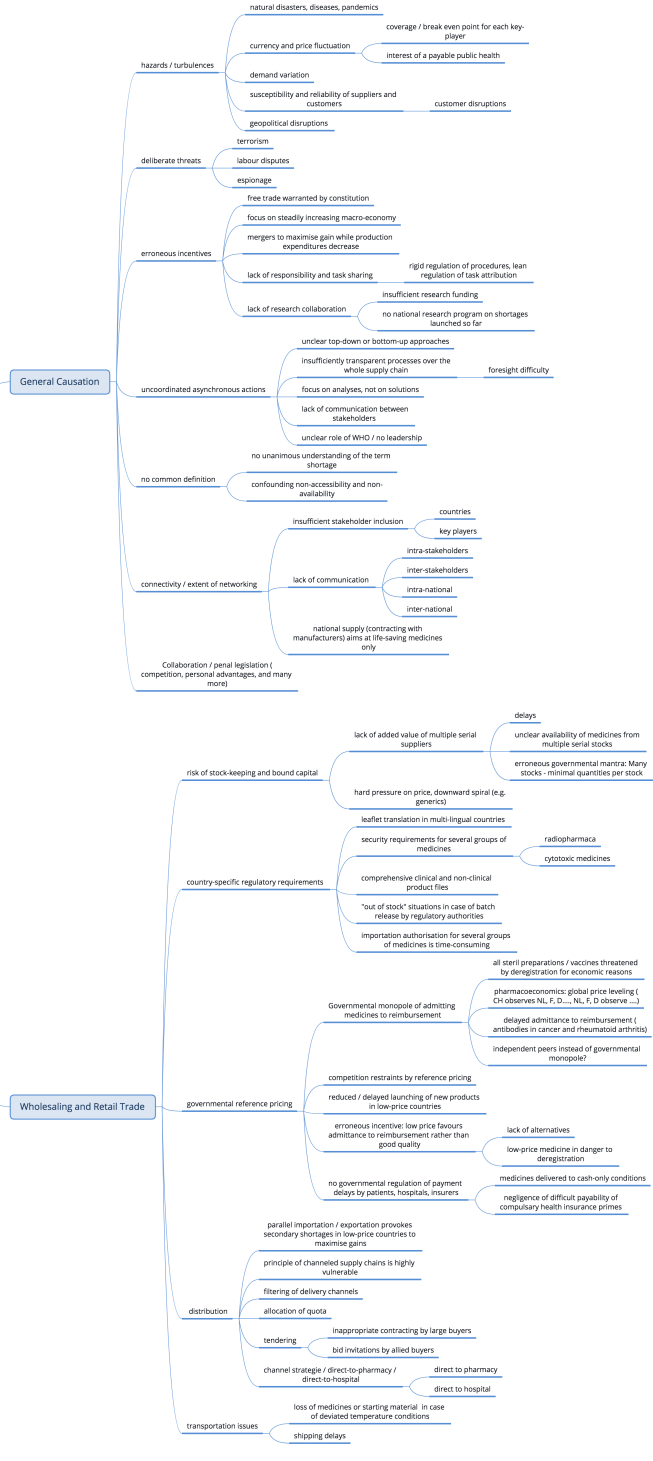 General Causation
hazards / turbulences
natural disasters, diseases, pandemics
currency and price fluctuation
coverage / break even point for each key-
player
interest of a payable public health
demand variation
susceptibility and reliability of suppliers and
customers
customer disruptions
geopolitical disruptions
deliberate threats
terrorism
labour disputes
espionage
erroneous incentives
free trade warranted by constitution
focus on steadily increasing macro-economy
mergers to maximise gain while production
expenditures decrease
lack of responsibility and task sharing
rigid regulation of procedures, lean
regulation of task attribution
lack of research collaboration
insufficient research funding
no national research program on shortages
launched so far
uncoordinated asynchronous actions
unclear top-down or bottom-up approaches
insufficiently transparent processes over the
whole supply chain
foresight difficulty
focus on analyses, not on solutions
lack of communication between
stakeholders
unclear role of WHO / no leadership
no common definition
no unanimous understanding of the term
shortage
confounding non-accessibility and non-
availability
connectivity / extent of networking
insufficient stakeholder inclusion
countries
key players
lack of communication
intra-stakeholders
inter-stakeholders
intra-national
inter-national
national supply (contracting with
manufacturers) aims at life-saving medicines
only
Collaboration / penal legislation (
competition, personal advantages, and many
more)
Wholesaling and Retail Trade
risk of stock-keeping and bound capital
lack of added value of multiple serial
suppliers
delays
unclear availability of medicines from
multiple serial stocks
erroneous governmental mantra: Many
stocks - minimal quantities per stock
hard pressure on price, downward spiral (e.g.
generics)
country-specific regulatory requirements
leaflet translation in multi-lingual countries
security requirements for several groups of
medicines
radiopharmaca
cytotoxic medicines
comprehensive clinical and non-clinical
product files
"out of stock" situations in case of batch
release by regulatory authorities
importation authorisation for several groups
of medicines is time-consuming
governmental reference pricing
Governmental monopole of admitting
medicines to reimbursement
all steril preparations / vaccines threatened
by deregistration for economic reasons
pharmacoeconomics: global price leveling (
CH observes NL, F, D...., NL, F, D observe ....)
delayed admittance to reimbursement (
antibodies in cancer and rheumatoid arthritis)
independent peers instead of governmental
monopole?
competition restraints by reference pricing
reduced / delayed launching of new products
in low-price countries
erroneous incentive: low price favours
admittance to reimbursement rather than
good quality
lack of alternatives
low-price medicine in danger to
deregistration
no governmental regulation of payment
delays by patients, hospitals, insurers
medicines delivered to cash-only conditions
negligence of difficult payability of
compulsary health insurance primes
distribution
parallel importation / exportation provokes
secondary shortages in low-price countries to
maximise gains
principle of channeled supply chains is highly
vulnerable
filtering of delivery channels
allocation of quota
tendering
inappropriate contracting by large buyers
bid invitations by allied buyers
channel strategie / direct-to-pharmacy /
direct-to-hospital
direct to pharmacy
direct to hospital
transportation issues
loss of medicines or starting material in case
of deviated temperature conditions
shipping delays